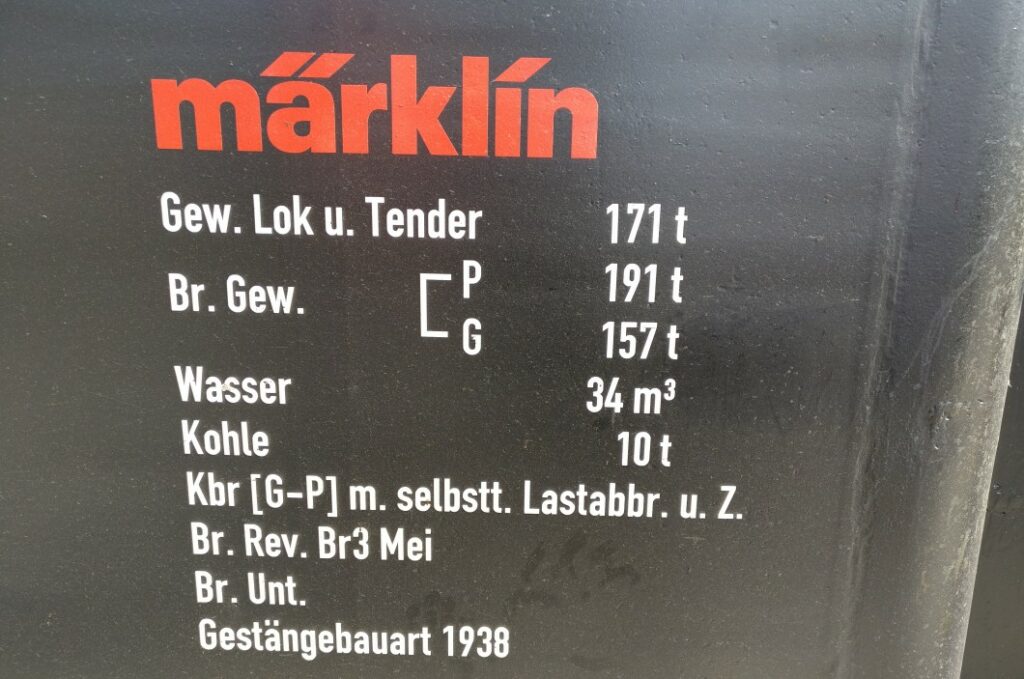 märklín
Gew. Lok u. Tender 171 t
Br. Gew. P 191 t
G 157 t
Wasser 34 m³
Kohle 10 t
Kbr [G-P] m. selbstt. Lastabbr. u. Z.
Br. Rev. Br3 Mei
Br. Unt.
Gestängebauart 1938